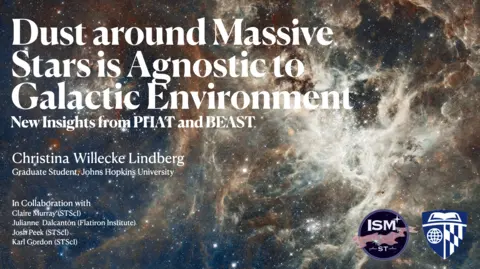 Dust around Massive
Stars is Agnostic to
Galactic Environment
New Insights from PHAT and BEAST
Christina Willecke Lindberg
Graduate Student, Johns Hopkins University
In Collaboration with
Claire Murray (STScI)
Julianne Dalcanton (Flatiron Institute)
Josh Peek (STScI)
Karl Gordon (STScI)
ISM*
ST